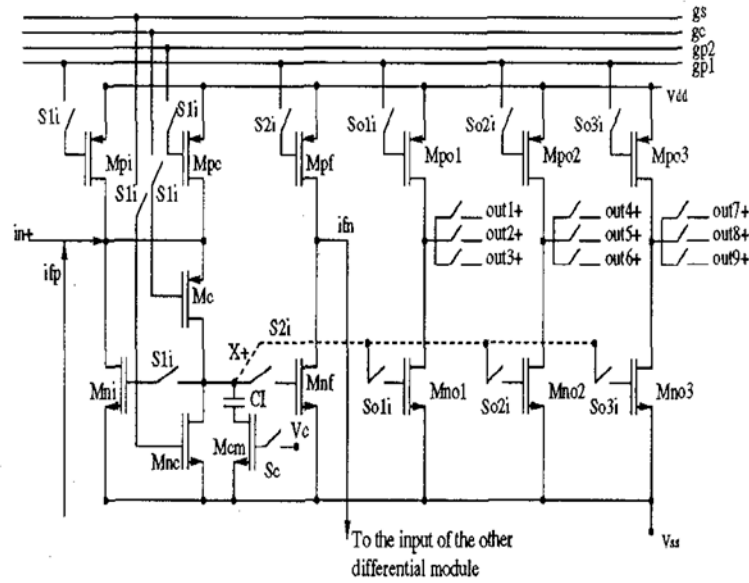 gs
gc
gp2
gp1
Vdd
S1i
S1i
S2i
So1i
So2i
So3i
Mpi
Mpc
Mpf
Mpo1
Mpo2
Mpo3
S1i
S1i
in+
ifp
ifn
out1+
out2+
out3+
out4+
out5+
out6+
out7+
out8+
out9+
Mc
S2i
X+
S1i
Mni
C1
Mnf
So1i
Mno1
So2i
Mno2
So3i
Mno3
Mnc
Mcm
Vc
Sc
To the input of the other
differential module
Vss